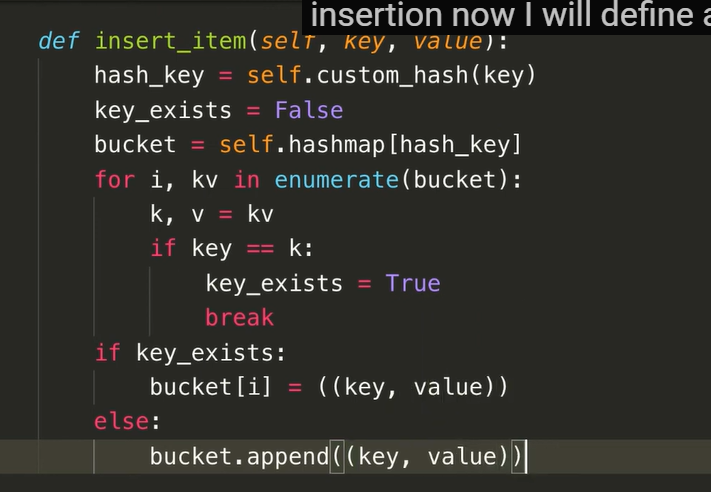 insertion now I will define a
def insert_item(self, key, value):
    hash_key = self.custom_hash(key)
    key_exists = False
    bucket = self.hashmap[hash_key]
    for i, kv in enumerate(bucket):
        k, v = kv
        if key == k:
            key_exists = True
            break
    if key_exists:
        bucket[i] = ((key, value))
    else:
        bucket.append((key, value))